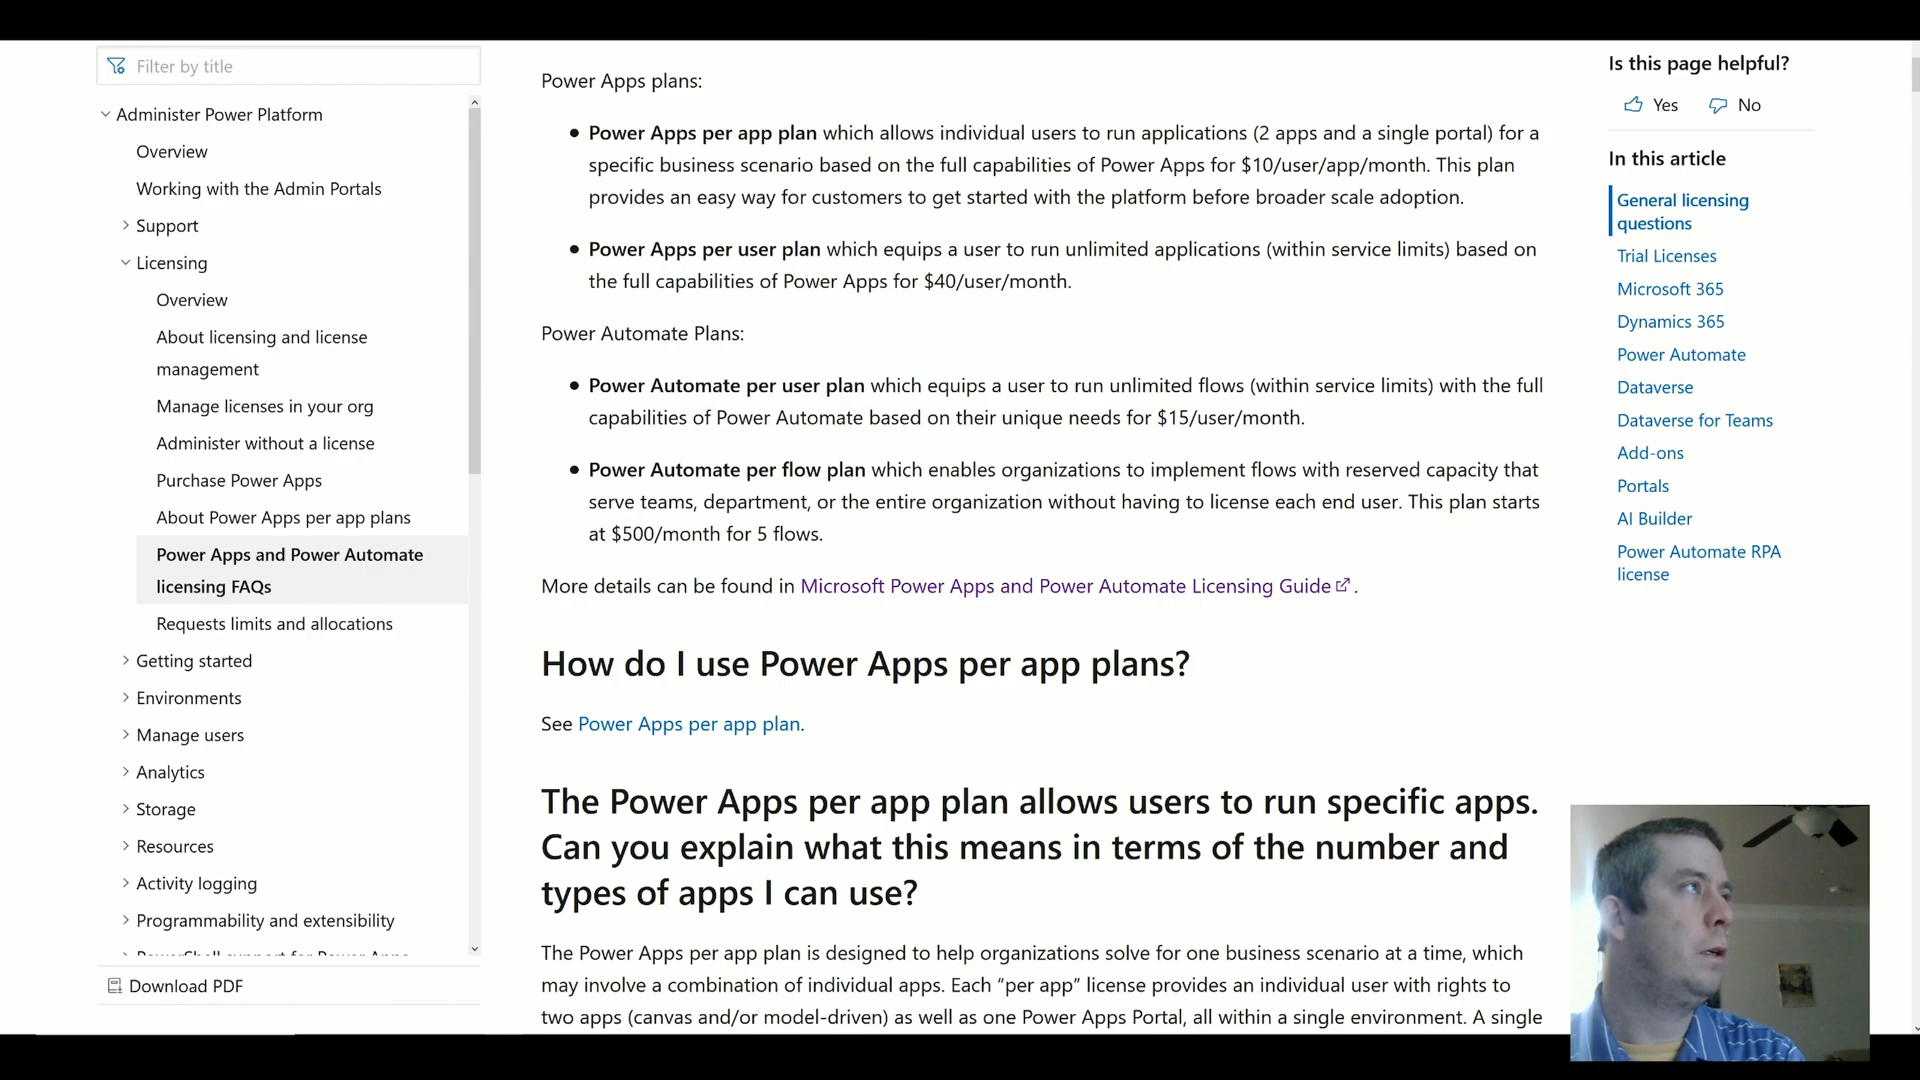 Filter by title
Administer Power Platform
Overview
Working with the Admin Portals
Support
Licensing
Overview
About licensing and license
management
Manage licenses in your org
Administer without a license
Purchase Power Apps
About Power Apps per app plans
Power Apps and Power Automate
licensing FAQs
Requests limits and allocations
Getting started
Environments
Manage users
Analytics
Storage
Resources
Activity logging
Programmability and extensibility
PowerShell support for Power Apps
Download PDF
Power Apps plans:
• Power Apps per app plan which allows individual users to run applications (2 apps and a single portal) for a
specific business scenario based on the full capabilities of Power Apps for $10/user/app/month. This plan
provides an easy way for customers to get started with the platform before broader scale adoption.
• Power Apps per user plan which equips a user to run unlimited applications (within service limits) based on
the full capabilities of Power Apps for $40/user/month.
Power Automate Plans:
• Power Automate per user plan which equips a user to run unlimited flows (within service limits) with the full
capabilities of Power Automate based on their unique needs for $15/user/month.
• Power Automate per flow plan which enables organizations to implement flows with reserved capacity that
serve teams, department, or the entire organization without having to license each end user. This plan starts
at $500/month for 5 flows.
More details can be found in Microsoft Power Apps and Power Automate Licensing Guide.
How do I use Power Apps per app plans?
See Power Apps per app plan.
The Power Apps per app plan allows users to run specific apps.
Can you explain what this means in terms of the number and
types of apps I can use?
The Power Apps per app plan is designed to help organizations solve for one business scenario at a time, which
may involve a combination of individual apps. Each “per app” license provides an individual user with rights to
two apps (canvas and/or model-driven) as well as one Power Apps Portal, all within a single environment. A single
Is this page helpful?
Yes No
In this article
General licensing
questions
Trial Licenses
Microsoft 365
Dynamics 365
Power Automate
Dataverse
Dataverse for Teams
Add-ons
Portals
AI Builder
Power Automate RPA
license